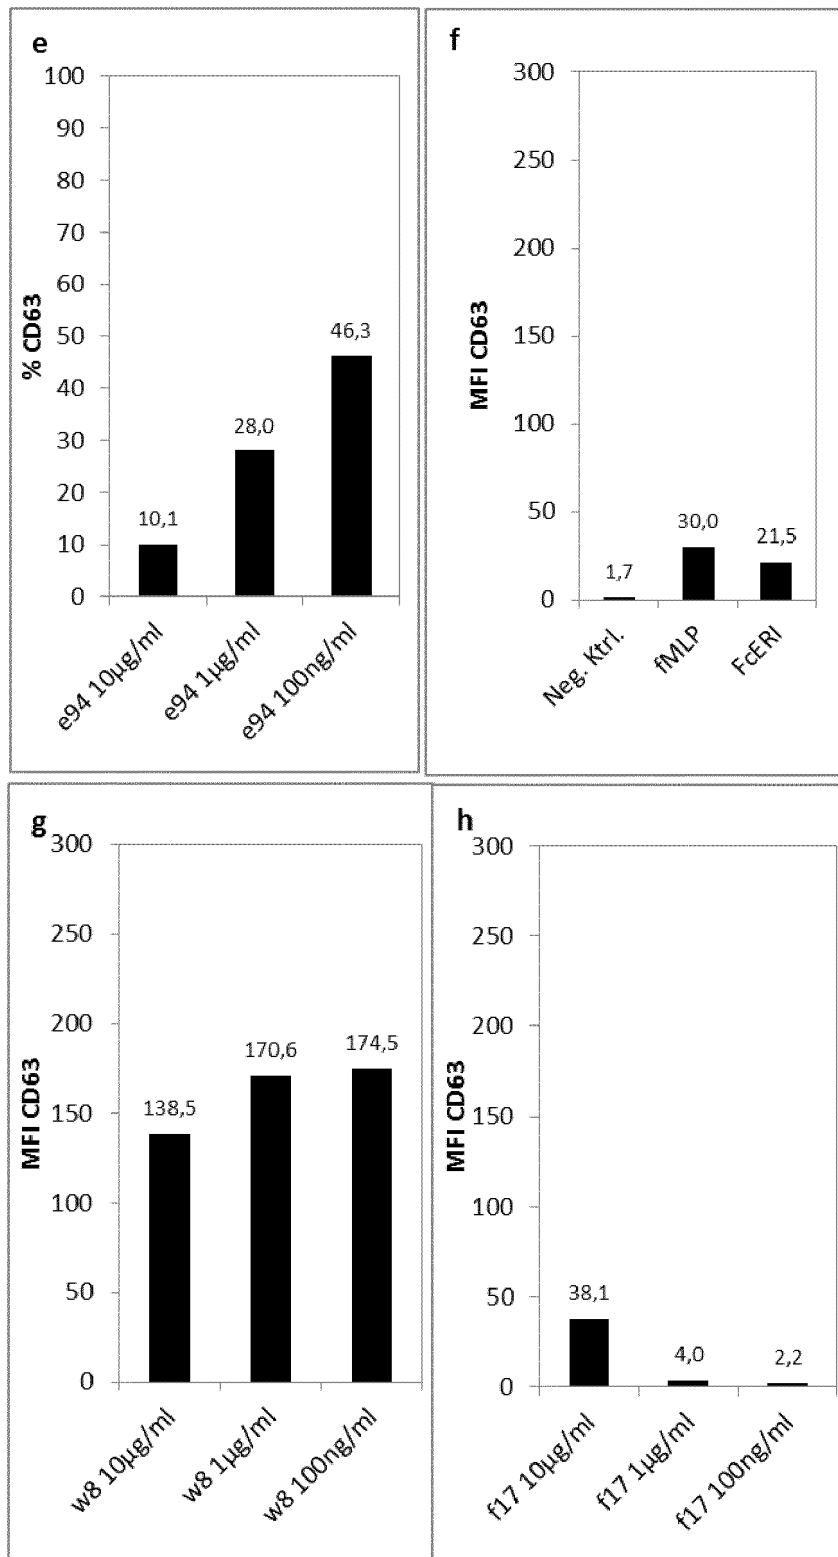 e
100
90
80
70
60
50
40
30
20
10
0
% CD63
10,1
28,0
46,3
e94 10µg/ml
e94 1µg/ml
e94 100ng/ml
f
300
250
200
150
100
50
0
MFI CD63
1,7
30,0
21,5
Neg. Ktrl.
fMLP
FcERI
g
300
250
200
150
100
50
0
MFI CD63
138,5
170,6
174,5
w8 10µg/ml
w8 1µg/ml
w8 100ng/ml
h
300
250
200
150
100
50
0
MFI CD63
38,1
4,0
2,2
f17 10µg/ml
f17 1µg/ml
f17 100ng/ml